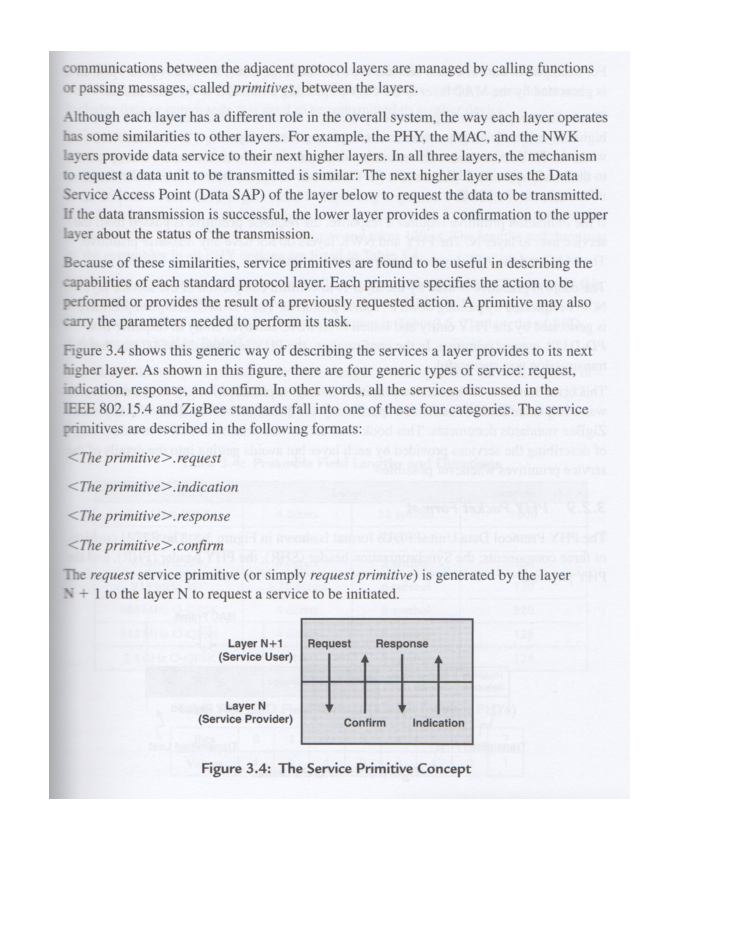 communications between the adjacent protocol layers are managed by calling functions
or passing messages, called primitives, between the layers.
Although each layer has a different role in the overall system, the way each layer operates
has some similarities to other layers. For example, the PHY, the MAC, and the NWK
layers provide data service to their next higher layers. In all three layers, the mechanism
to request a data unit to be transmitted is similar: The next higher layer uses the Data
Service Access Point (Data SAP) of the layer below to request the data to be transmitted.
If the data transmission is successful, the lower layer provides a confirmation to the upper
layer about the status of the transmission.
Because of these similarities, service primitives are found to be useful in describing the
capabilities of each standard protocol layer. Each primitive specifies the action to be
performed or provides the result of a previously requested action. A primitive may also
carry the parameters needed to perform its task.
Figure 3.4 shows this generic way of describing the services a layer provides to its next
higher layer. As shown in this figure, there are four generic types of service: request,
indication, response, and confirm. In other words, all the services discussed in the
IEEE 802.15.4 and ZigBee standards fall into one of these four categories. The service
primitives are described in the following formats:
<The primitive>.request
<The primitive>.indication
<The primitive>.response
<The primitive>.confirm
The request service primitive (or simply request primitive) is generated by the layer
N + 1 to the layer N to request a service to be initiated.
Layer N+1 Request Response
(Service User)
Layer N
(Service Provider) Confirm Indication
Figure 3.4: The Service Primitive Concept